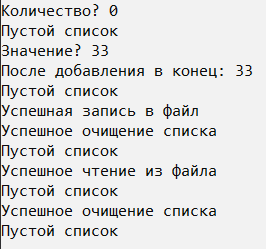 Количество? 0
Пустой список
Значение? 33
После добавления в конец: 33
Пустой список
Успешная запись в файл
Успешное очищение списка
Пустой список
Успешное чтение из файла
Пустой список
Успешное очищение списка
Пустой список